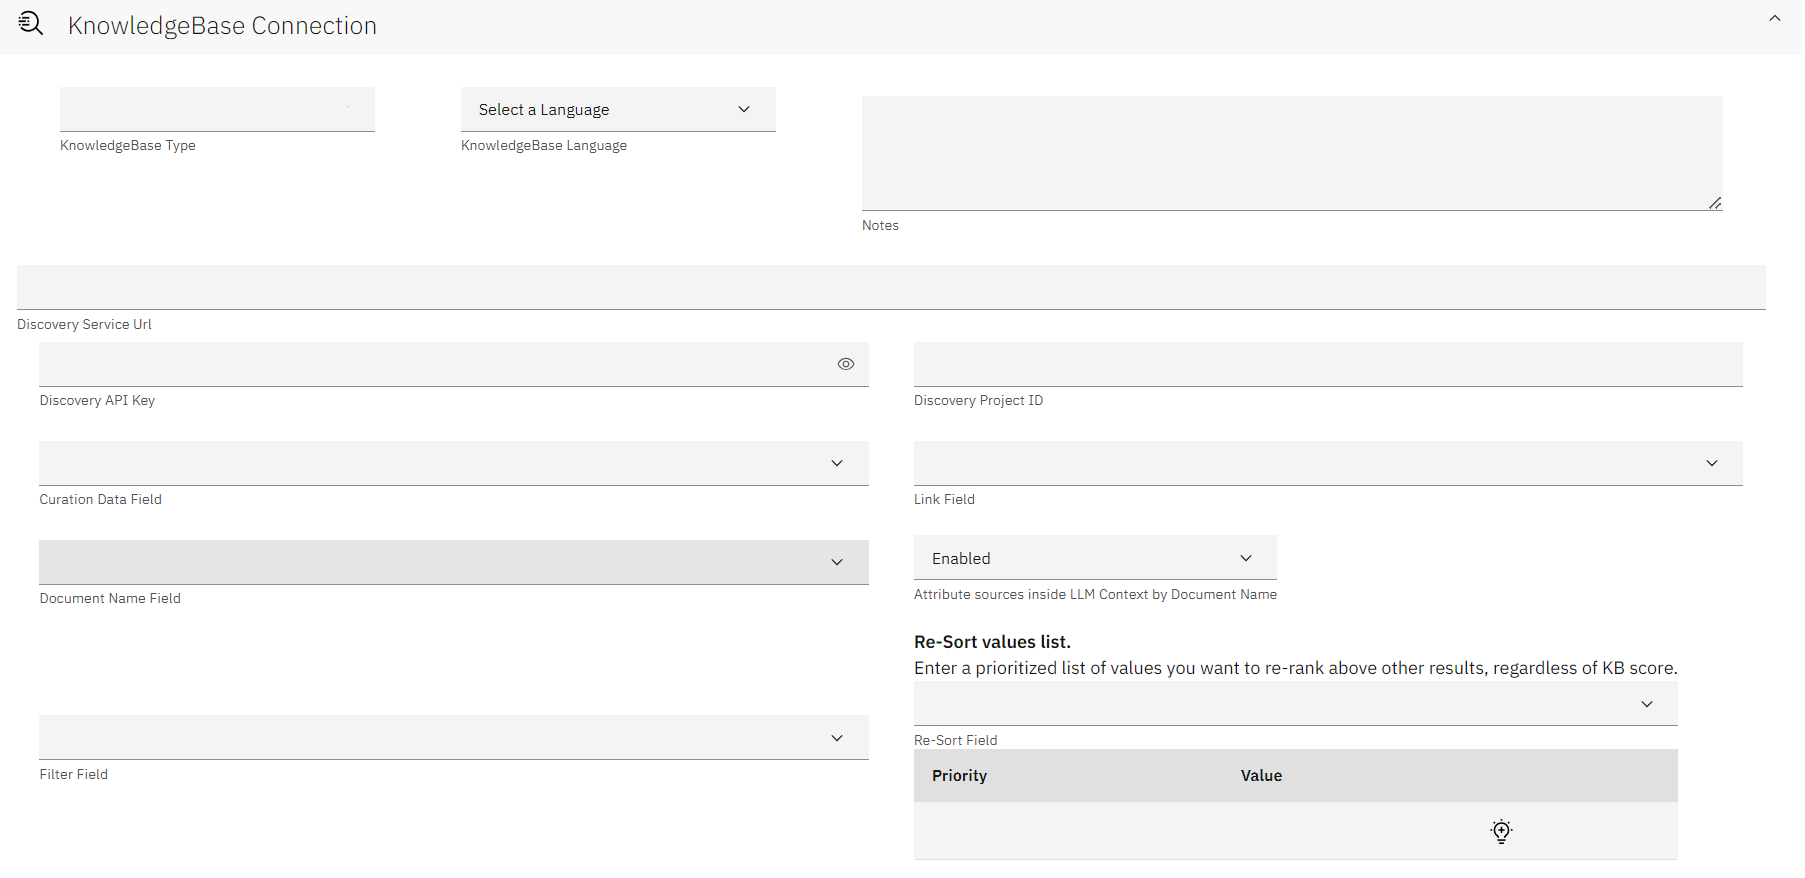 KnowledgeBase Connection
Select a Language
KnowledgeBase Type
KnowledgeBase Language
Notes
Discovery Service Url
Discovery API Key
Discovery Project ID
Curation Data Field
Link Field
Enabled
Document Name Field
Attribute sources inside LLM Context by Document Name
Re-Sort values list.
Enter a prioritized list of values you want to re-rank above other results, regardless of KB score.
Re-Sort Field
Filter Field
Priority Value